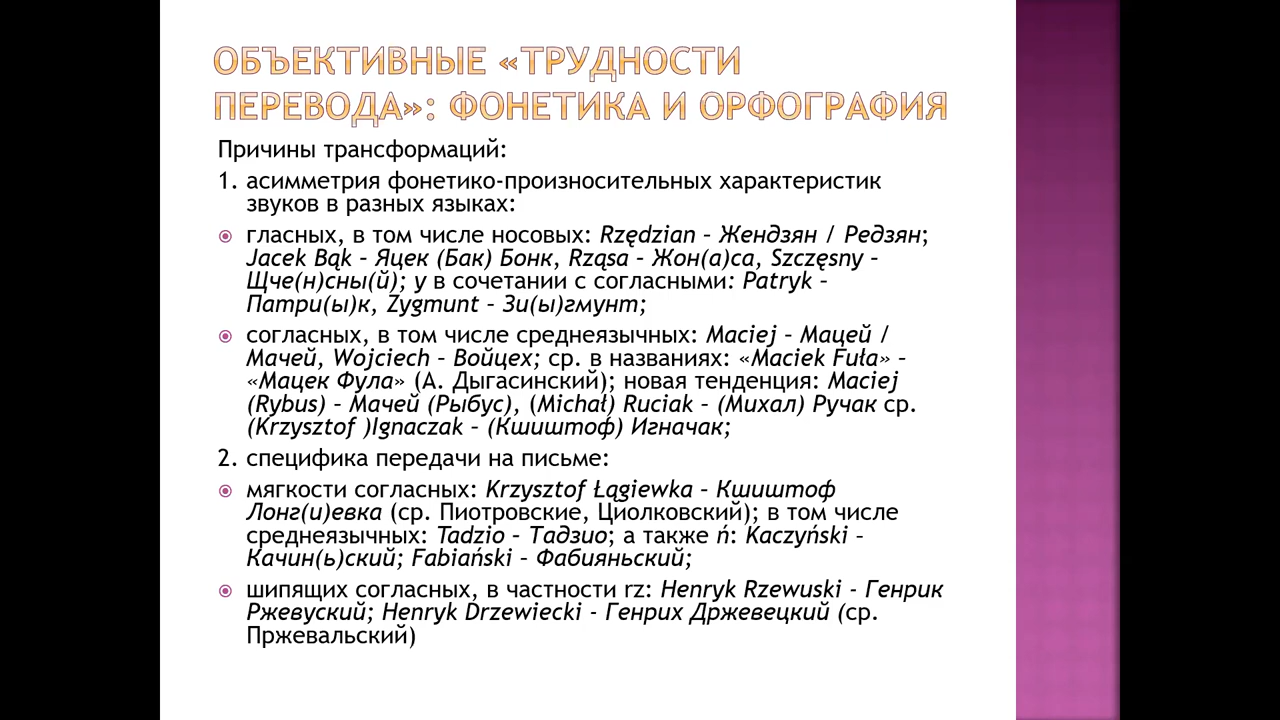 ОБЪЕКТИВНЫЕ «ТРУДНОСТИ
ПЕРЕВОДА»: ФОНЕТИКА И ОРФОГРАФИЯ
Причины трансформаций:
1. асимметрия фонетико-произносительных характеристик
звуков в разных языках:
гласных, в том числе носовых: Rzędzian – Жендзян / Редзян;
Jacek Bąk – Яцек (Бак) Бонк, Rząsa – Жон(а)са, Szczęsny –
Щче(н)сны(й); y в сочетании с согласными: Patryk –
Патри(ы)к, Zygmunt – Зи(ы)гмунт;
согласных, в том числе среднеязычных: Maciej – Мацей /
Мачей, Wojciech – Войцех; ср. в названиях: «Maciek Fuła» –
«Мацек Фула» (А. Дыгасинский); новая тенденция: Maciej
(Rybus) – Мачей (Рыбус), (Michał) Ruciak – (Михал) Ручак ср.
(Krzysztof )Ignaczak – (Кшиштоф) Игначак;
2. специфика передачи на письме:
мягкости согласных: Krzysztof Łągiewka – Кшиштоф
Лонг(и)евка (ср. Пиотровские, Циолковский); в том числе
среднеязычных: Tadzio – Тадзио; а также ń: Kaczyński –
Качин(ь)ский; Fabiański – Фабияньский;
шипящих согласных, в частности rz: Henryk Rzewuski - Генрик
Ржевуский; Henryk Drzewiecki - Генрих Држевецкий (ср.
Пржевальский)